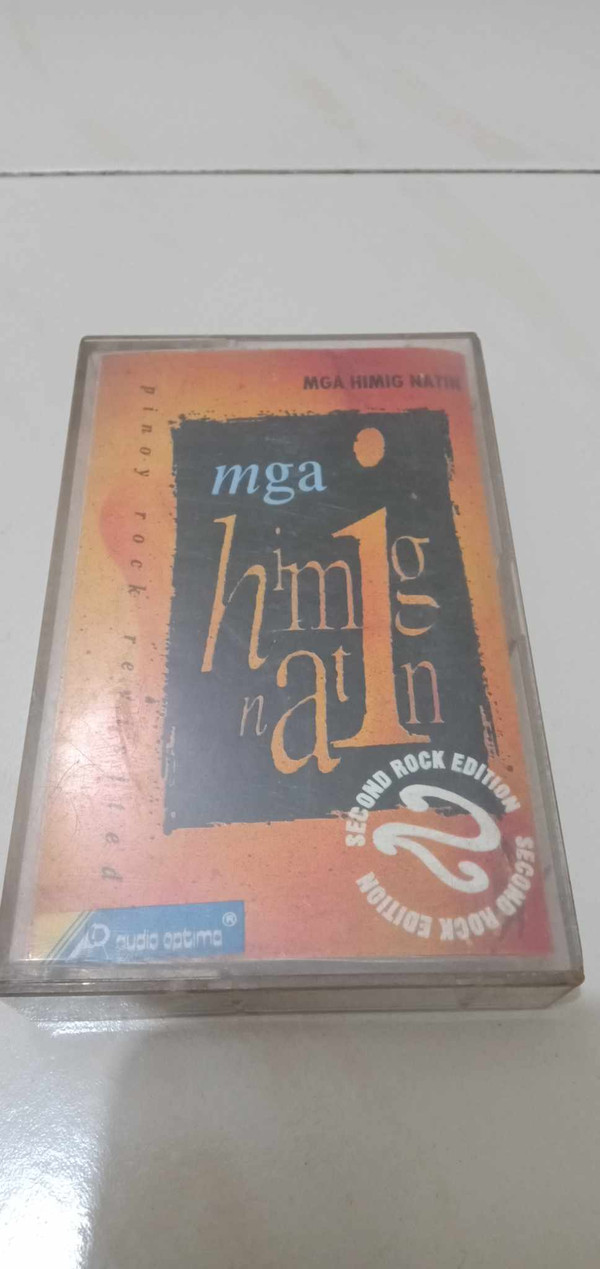 MGA HIMIG NATIN
pinoy rock revisited
mga
himig
natin
SECOND ROCK EDITION
2
SECOND ROCK EDITION
audio optima ®